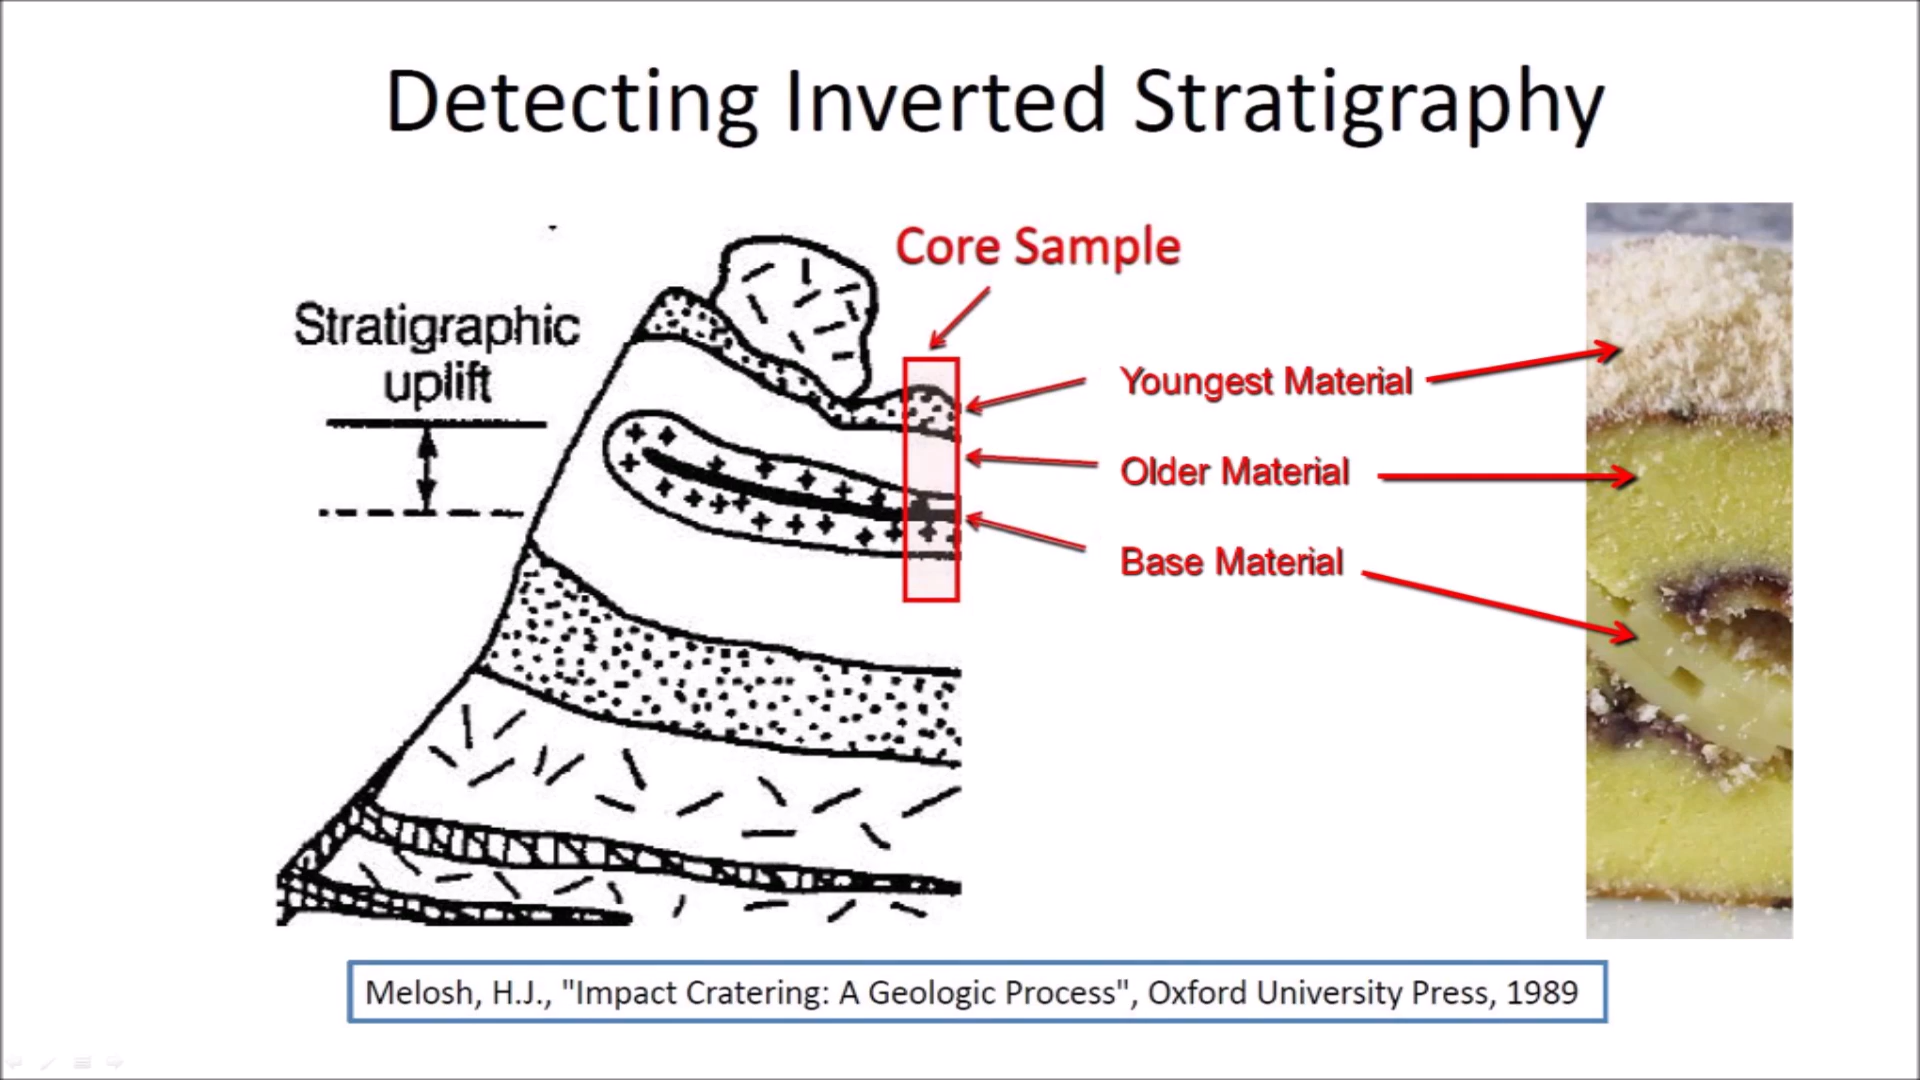 Detecting Inverted Stratigraphy
Core Sample
Stratigraphic
uplift
Youngest Material
Older Material
Base Material
Melosh, H.J., "Impact Cratering: A Geologic Process", Oxford University Press, 1989